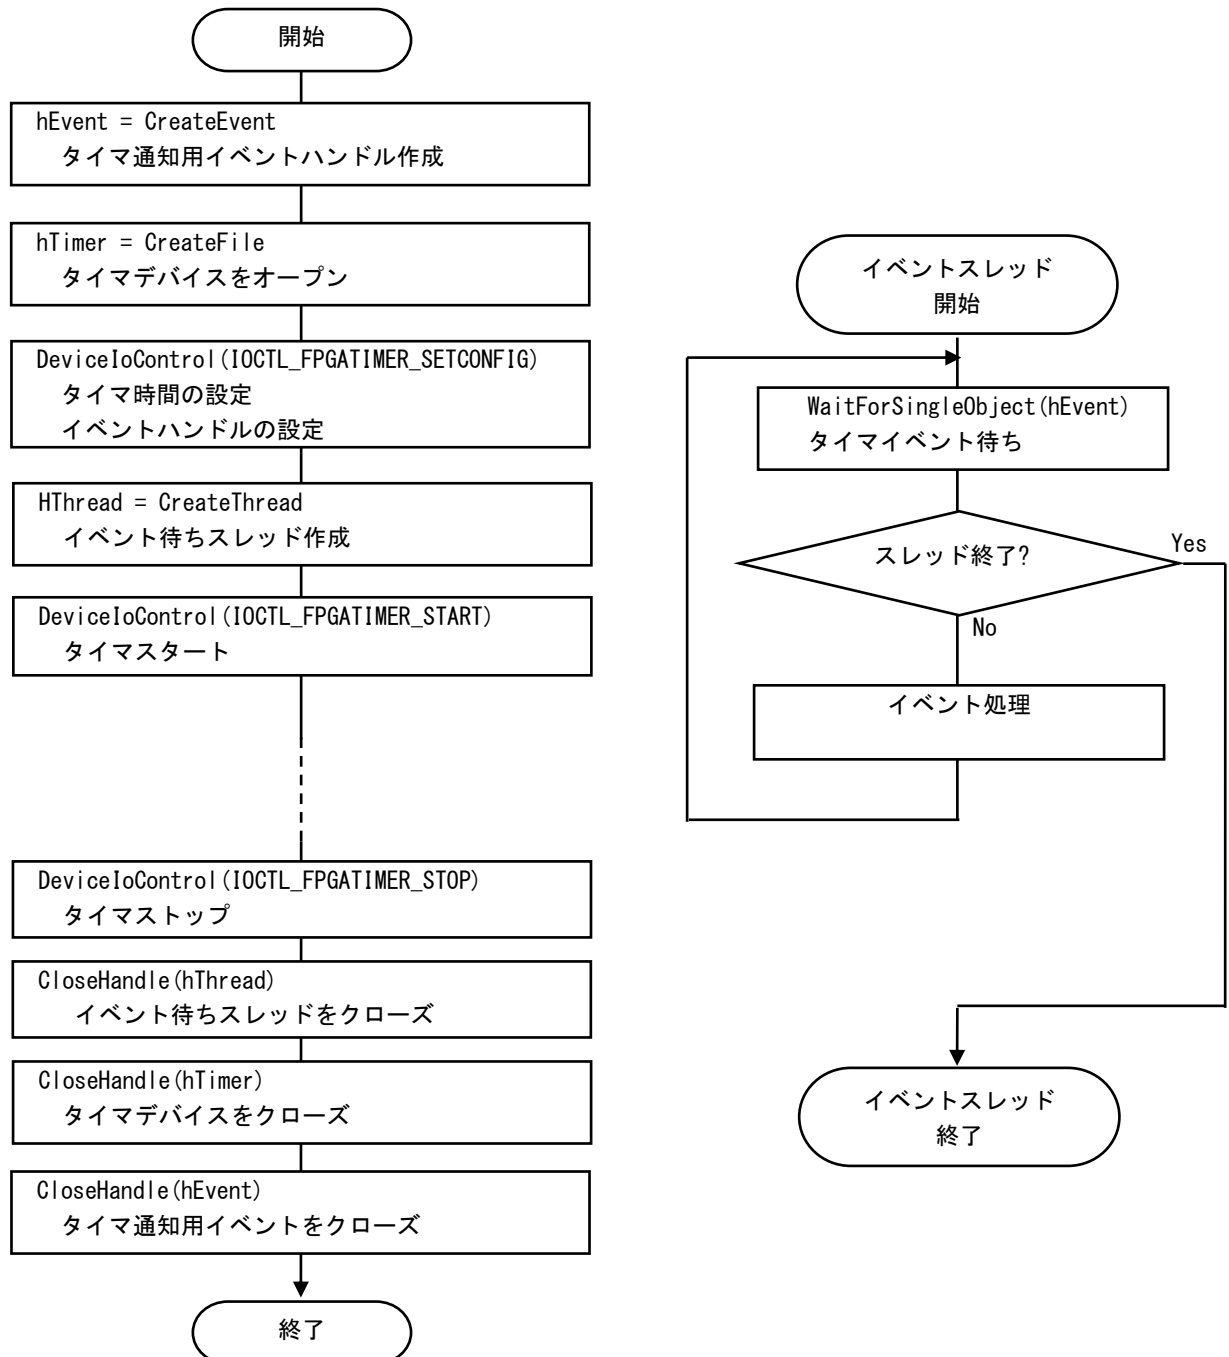 開始
hEvent = CreateEvent
タイマ通知用イベントハンドル作成
hTimer = CreateFile
タイマデバイスをオープン
DeviceIoControl(IOCTL_FPGATIMER_SETCONFIG)
タイマ時間の設定
イベントハンドルの設定
HThread = CreateThread
イベント待ちスレッド作成
DeviceIoControl(IOCTL_FPGATIMER_START)
タイマスタート
DeviceIoControl(IOCTL_FPGATIMER_STOP)
タイマストップ
CloseHandle(hThread)
イベント待ちスレッドをクローズ
CloseHandle(hTimer)
タイマデバイスをクローズ
CloseHandle(hEvent)
タイマ通知用イベントをクローズ
終了
イベントスレッド
開始
WaitForSingleObject(hEvent)
タイマイベント待ち
スレッド終了?
Yes
No
イベント処理
イベントスレッド
終了